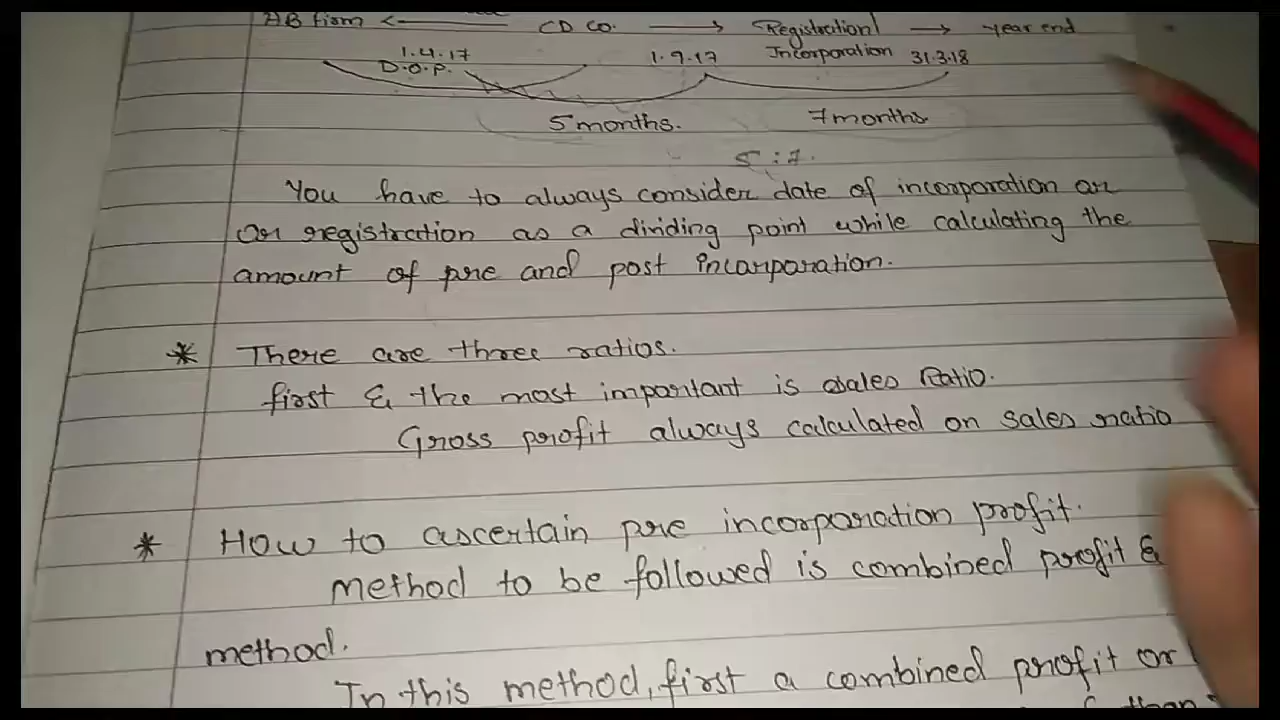 AB firm <—— CD Co. —→ Registration/ → year end
1.4.17 1.9.17 Incorporation 31.3.18
D.O.P.
5 months. 7 months
5:7.
You have to always consider date of incorporation or
or registration as a dividing point while calculating the
amount of pre and post incorporation.
* There are three ratios.
first & the most important is sales Ratio.
Gross profit always calculated on sales ratio
* How to ascertain pre incorporation profit.
method to be followed is combined profit &
method.
In this method, first a combined profit or